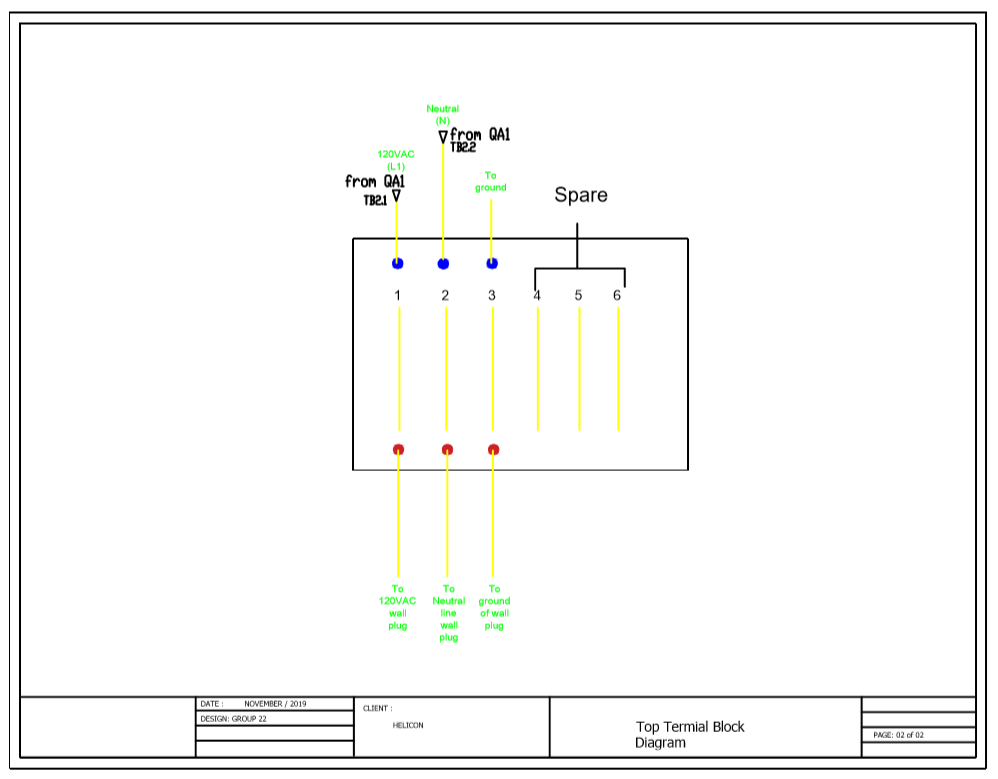 Neutral
(N)
from QA1
TB2.2
120VAC
(L1)
from QA1
TB2.1
To
ground
Spare
1 2 3 4 5 6
To
120VAC
wall
plug
To
Neutral
line
wall
plug
To
ground
of wall
plug
DATE : NOVEMBER / 2019
DESIGN: GROUP 22
CLIENT :
HELICON
Top Termial Block
Diagram
PAGE: 02 of 02